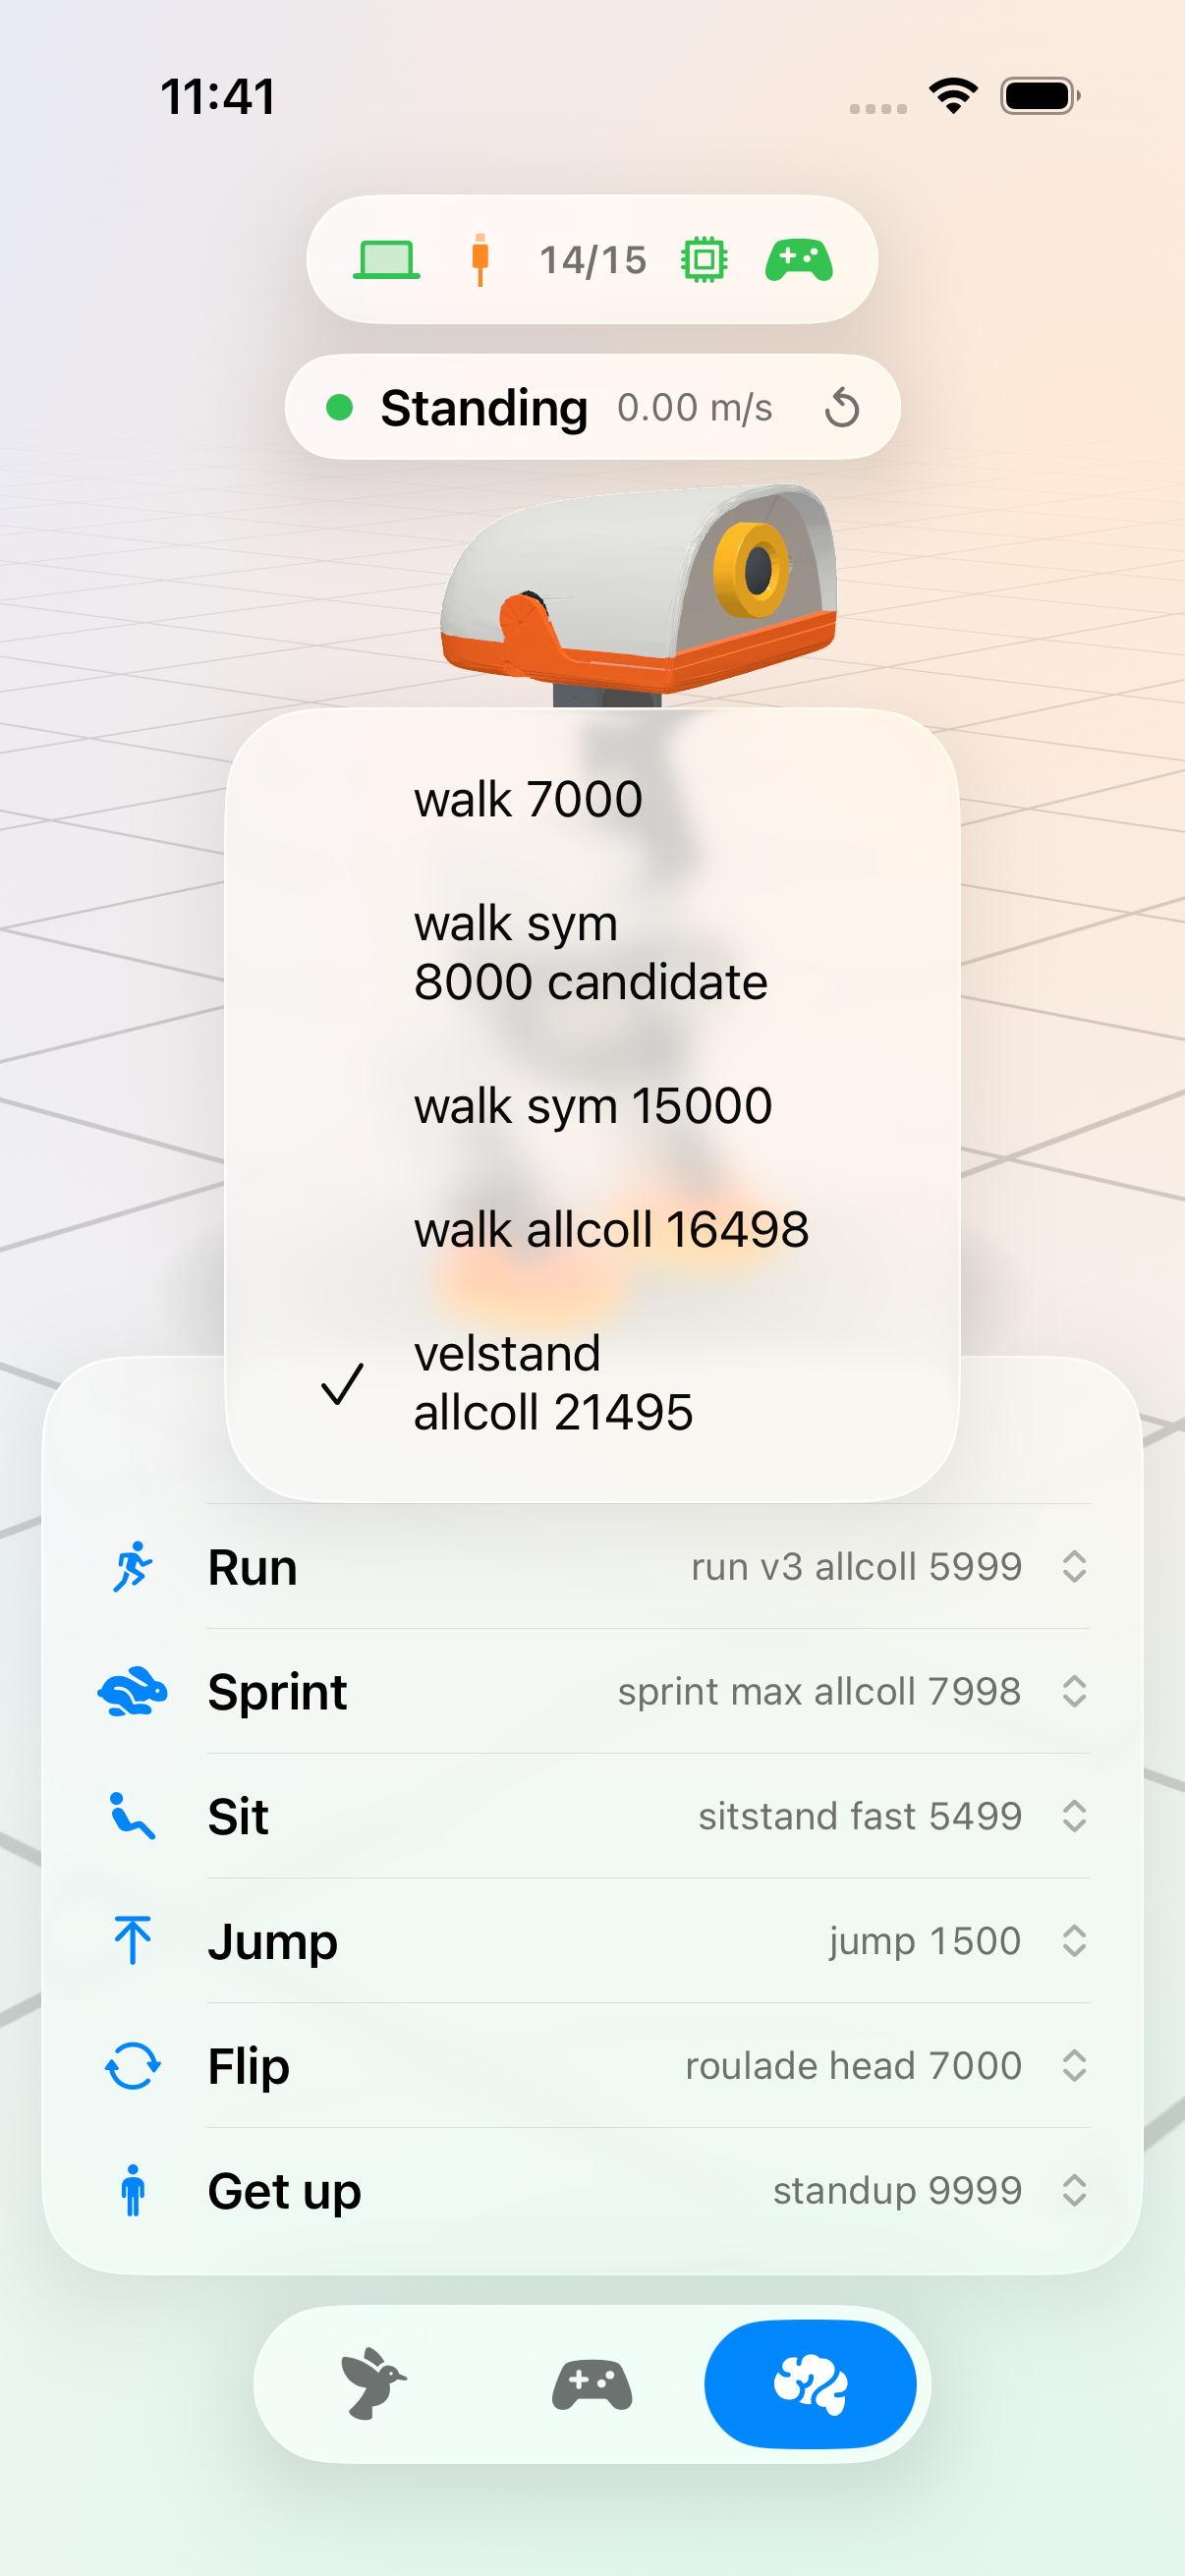 11:41
14/15
Standing 0.00 m/s
walk 7000
walk sym
8000 candidate
walk sym 15000
walk allcoll 16498
velstand
allcoll 21495
Run run v3 allcoll 5999
Sprint sprint max allcoll 7998
Sit sitstand fast 5499
Jump jump 1500
Flip roulade head 7000
Get up standup 9999